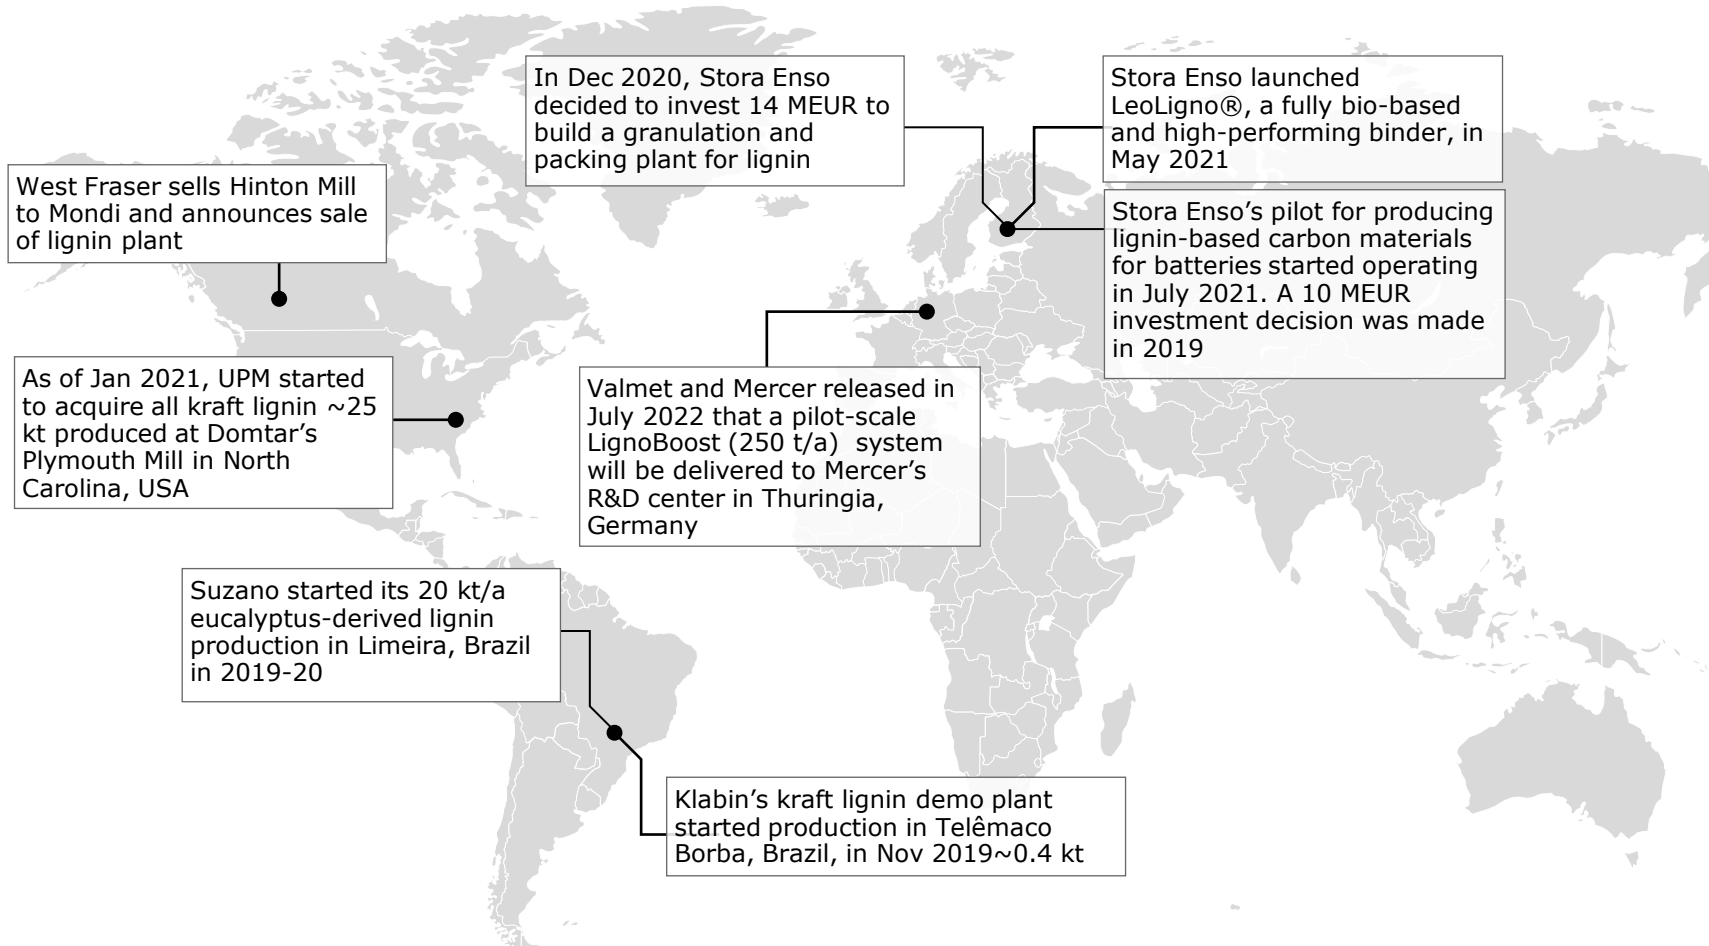 In Dec 2020, Stora Enso
decided to invest 14 MEUR to
build a granulation and
packing plant for lignin
Stora Enso launched
LeoLigno®, a fully bio-based
and high-performing binder, in
May 2021
West Fraser sells Hinton Mill
to Mondi and announces sale
of lignin plant
Stora Enso’s pilot for producing
lignin-based carbon materials
for batteries started operating
in July 2021. A 10 MEUR
investment decision was made
in 2019
As of Jan 2021, UPM started
to acquire all kraft lignin ~25
kt produced at Domtar’s
Plymouth Mill in North
Carolina, USA
Valmet and Mercer released in
July 2022 that a pilot-scale
LignoBoost (250 t/a) system
will be delivered to Mercer’s
R&D center in Thuringia,
Germany
Suzano started its 20 kt/a
eucalyptus-derived lignin
production in Limeira, Brazil
in 2019-20
Klabin’s kraft lignin demo plant
started production in Telêmaco
Borba, Brazil, in Nov 2019~0.4 kt